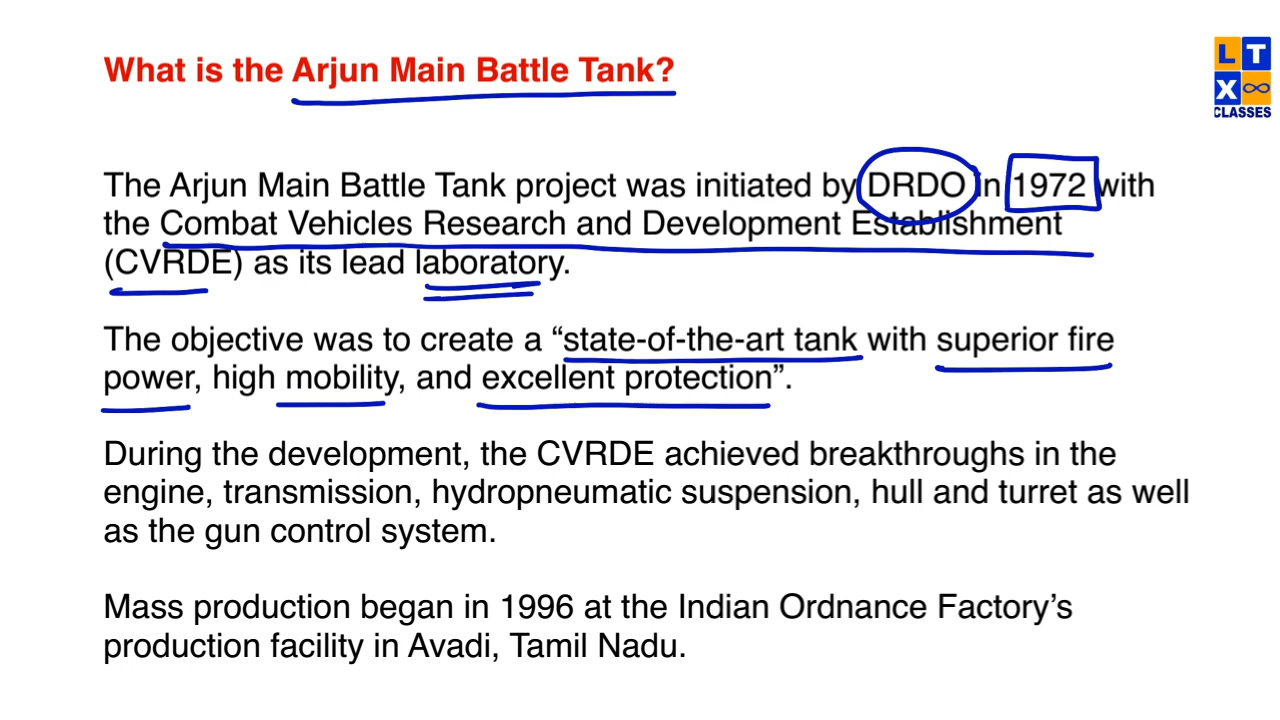 What is the Arjun Main Battle Tank?
L T
X ∞
CLASSES
The Arjun Main Battle Tank project was initiated by DRDO in 1972 with
the Combat Vehicles Research and Development Establishment
(CVRDE) as its lead laboratory.
The objective was to create a “state-of-the-art tank with superior fire
power, high mobility, and excellent protection”.
During the development, the CVRDE achieved breakthroughs in the
engine, transmission, hydropneumatic suspension, hull and turret as well
as the gun control system.
Mass production began in 1996 at the Indian Ordnance Factory’s
production facility in Avadi, Tamil Nadu.